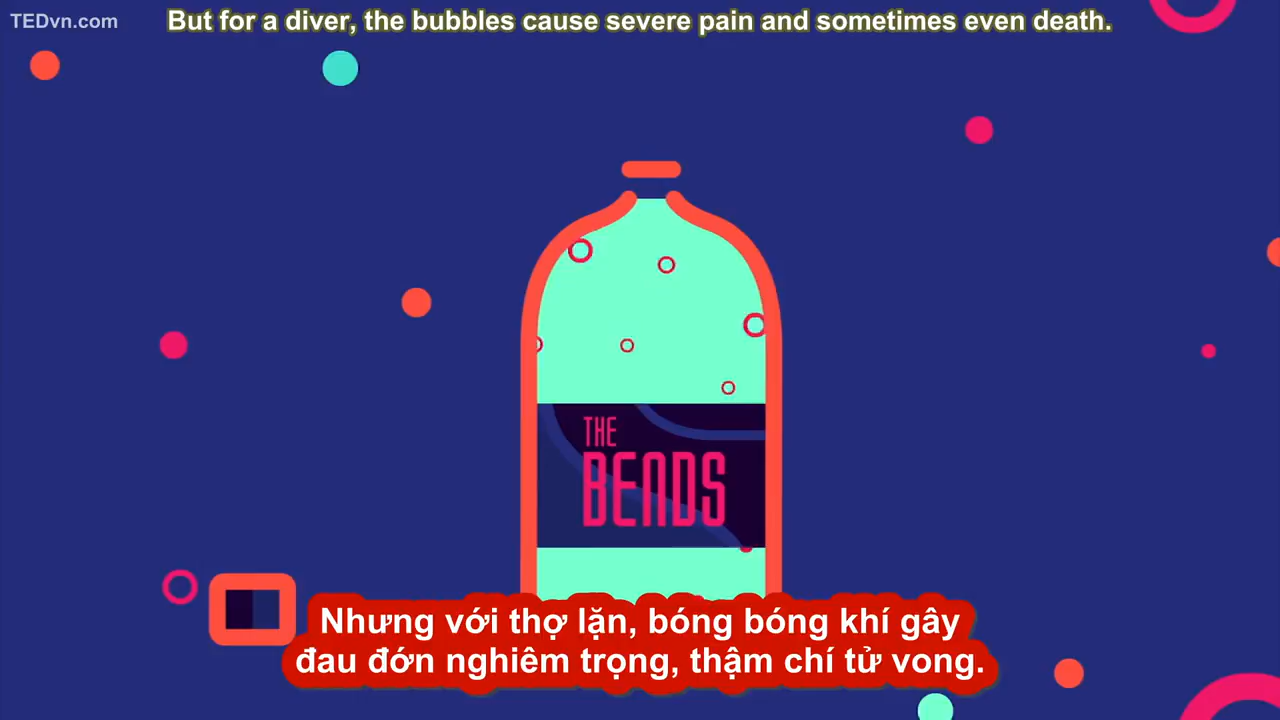 TEDvn.com
But for a diver, the bubbles cause severe pain and sometimes even death.
THE
BENDS
Nhưng với thợ lặn, bóng bóng khí gây
đau đớn nghiêm trọng, thậm chí tử vong.